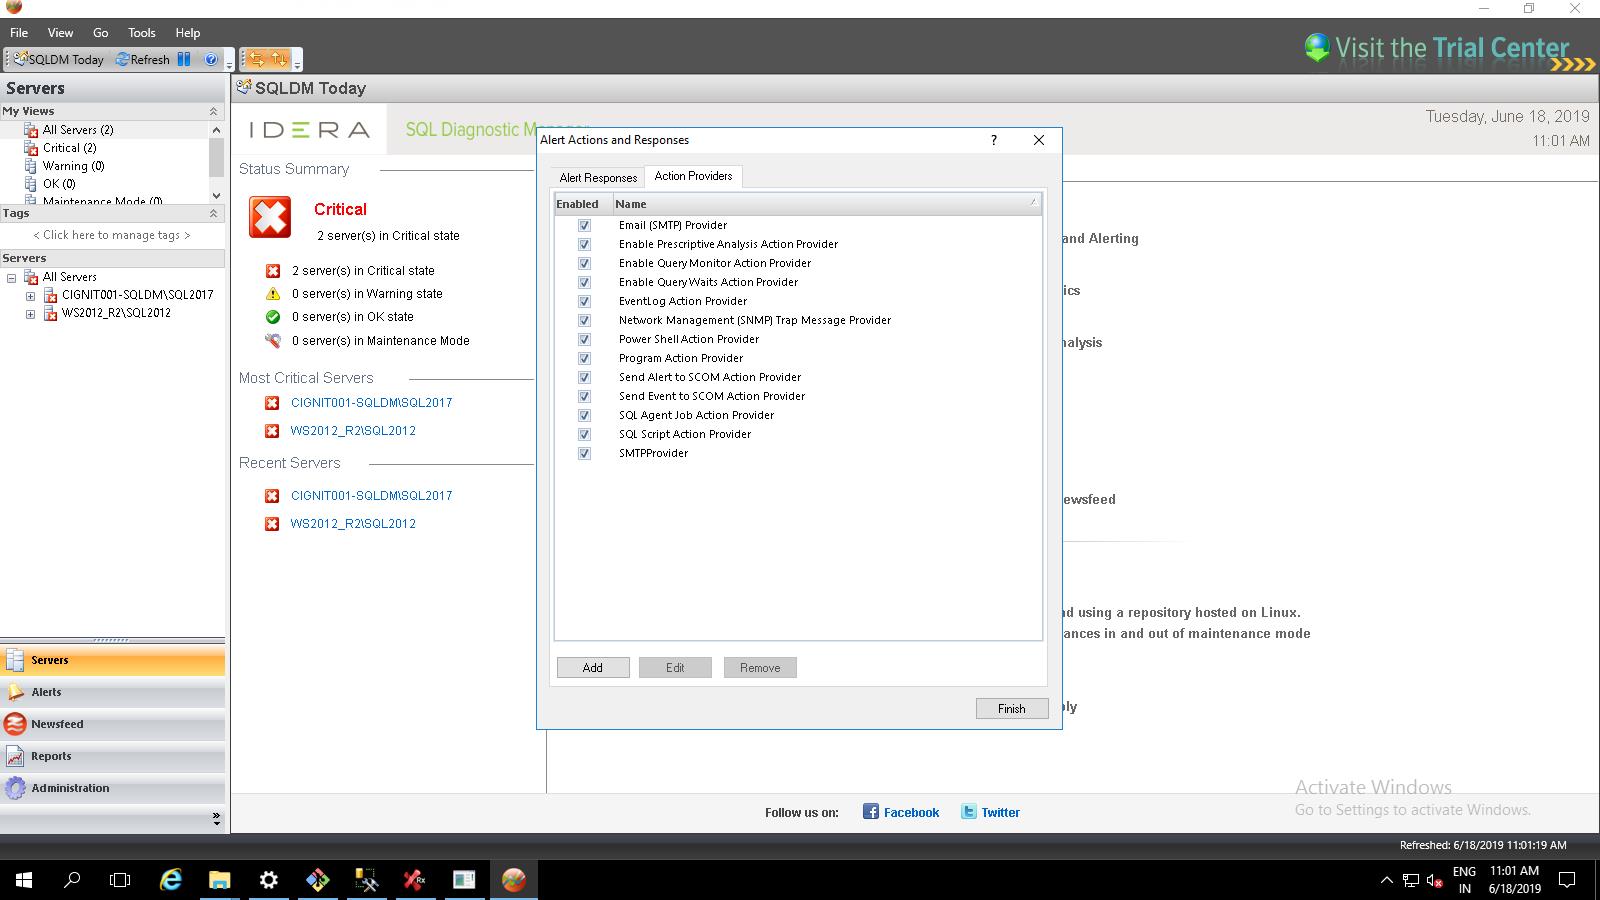 File View Go Tools Help
SQLDM Today Refresh
Visit the Trial Center
Servers
My Views
All Servers (2)
Critical (2)
Warning (0)
OK (0)
Maintenance Mode (0)
Tags
< Click here to manage tags >
Servers
All Servers
CIGNIT001-SQLDM\SQL2017
WS2012_R2\SQL2012
Servers
Alerts
Newsfeed
Reports
Administration
SQLDM Today
IDERA SQL Diagnostic
Tuesday, June 18, 2019
11:01 AM
Status Summary
Critical
2 server(s) in Critical state
2 server(s) in Critical state
0 server(s) in Warning state
0 server(s) in OK state
0 server(s) in Maintenance Mode
Most Critical Servers
CIGNIT001-SQLDM\SQL2017
WS2012_R2\SQL2012
Recent Servers
CIGNIT001-SQLDM\SQL2017
WS2012_R2\SQL2012
Alert Actions and Responses ?
Alert Responses Action Providers
Enabled Name
Email (SMTP) Provider
Enable Prescriptive Analysis Action Provider
Enable Query Monitor Action Provider
Enable Query Waits Action Provider
EventLog Action Provider
Network Management (SNMP) Trap Message Provider
Power Shell Action Provider
Program Action Provider
Send Alert to SCOM Action Provider
Send Event to SCOM Action Provider
SQL Agent Job Action Provider
SQL Script Action Provider
SMTPProvider
Add Edit Remove
Finish
and Alerting
ics
nalysis
ewsfeed
using a repository hosted on Linux.
ances in and out of maintenance mode
ply
Activate Windows
Go to Settings to activate Windows.
Follow us on: Facebook Twitter
Refreshed: 6/18/2019 11:01:19 AM
ENG
IN
11:01 AM
6/18/2019